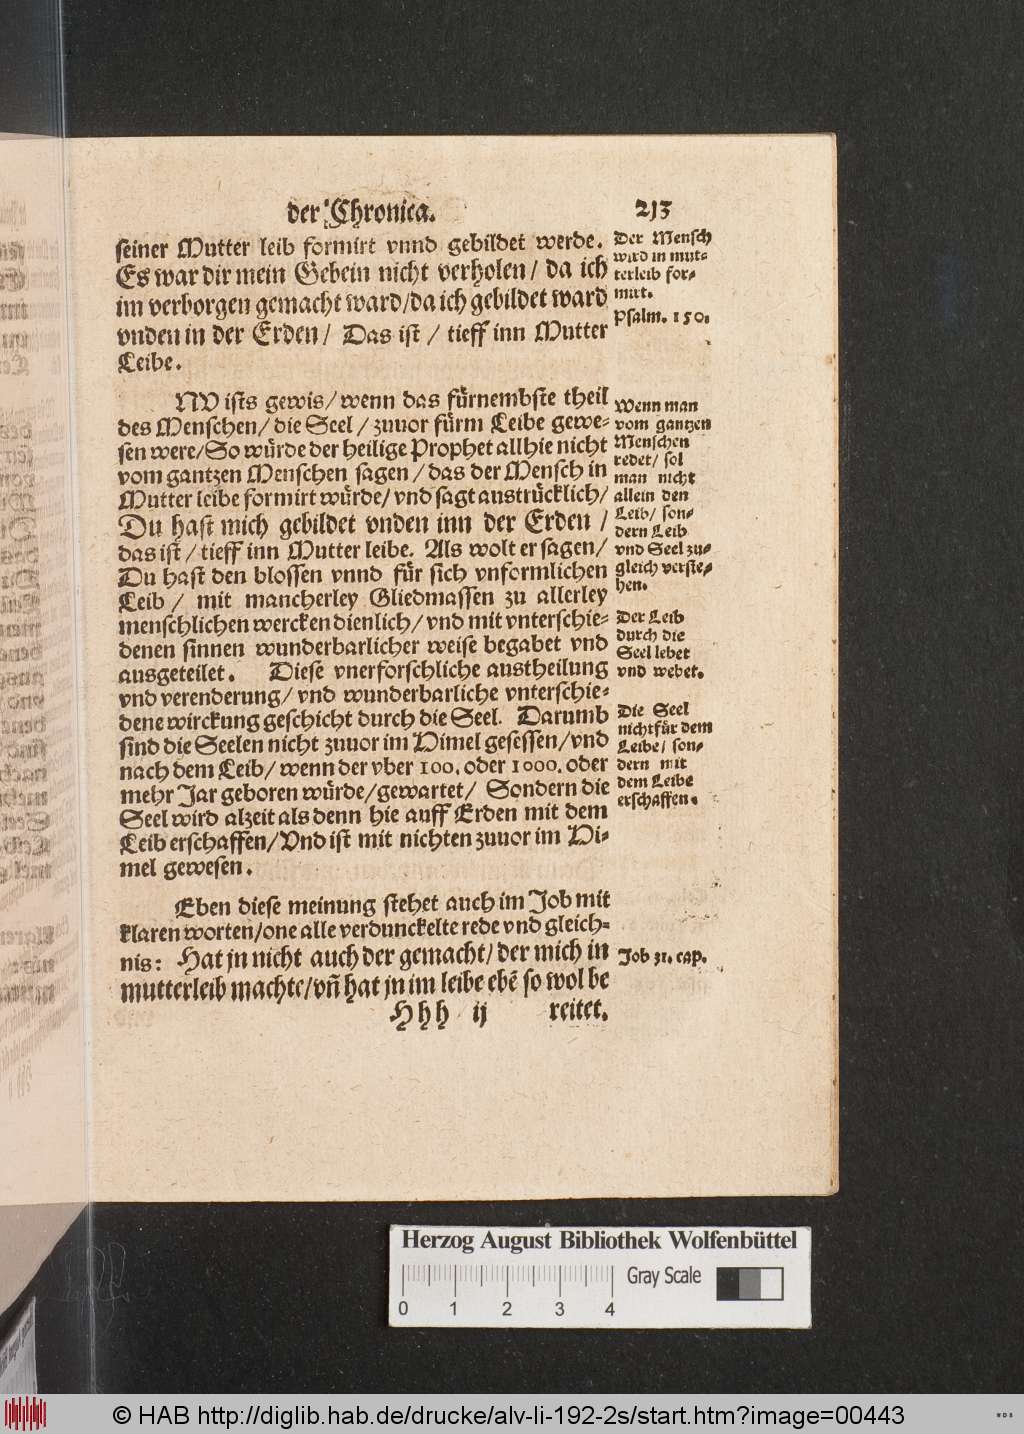 der Chronica. 213
seiner Mutter leib formirt vnnd gebildet werde.
Es war dir mein Gebein nicht verholen/ da ich
im verborgen gemacht ward/da ich gebildet ward
vnden in der Erden/ Das ist / tieff inn Mutter
Leibe.
NV ists gewis/wenn das fürnembste theil
des Menschen/ die Seel / zuuor fürm Leibe gewe-
sen were/So würde der heilige Prophet allhie nicht
vom gantzen Menschen sagen / das der Mensch in
Mutter leibe formirt würde/ vnd sagt austrücklich/
Du hast mich gebildet vnden inn der Erden /
das ist / tieff inn Mutter leibe. Als wolt er sagen/
Du hast den blossen vnnd für sich vnformlichen
Leib / mit mancherley Gliedmassen zu allerley
menschlichen wercken dienlich/ vnd mit vnterschie-
denen sinnen wunderbarlicher weise begabet vnd
ausgeteilet. Diese vnerforschliche austheilung
vnd verenderung/ vnd wunderbarliche vnterschie-
dene wirckung geschicht durch die Seel. Darumb
sind die Seelen nicht zuuor im Himel gesessen/vnd
nach dem Leib/ wenn der vber 100. oder 1000. oder
mehr Jar geboren würde/gewartet/ Sondern die
Seel wird alzeit als denn hie auff Erden mit dem
Leib erschaffen/Vnd ist mit nichten zuuor im Hi-
mel gewesen.
Eben diese meinung stehet auch im Job mit
klaren worten/one alle verdunckelte rede vnd gleich-
nis: Hat jn nicht auch der gemacht/ der mich in
mutterleib machte/vñ hat jn im leibe ebē so wol be
Hhh ij reitet.
Der Mensch
wird in mut-
terleib for-
mirt.
Psalm. 150.
Wenn man
vom gantzen
Menschen
redet/ sol
man nicht
allein den
Leib/ son-
dern Leib
vnd Seel zu-
gleich verste-
hen.
Der Leib
durch die
Seel lebet
vnd webet.
Die Seel
nicht für dem
Leibe/ son-
dern mit
dem Leibe
erschaffen.
Job 31. cap.
Herzog August Bibliothek Wolfenbüttel
Gray Scale
0 1 2 3 4
© HAB http://diglib.hab.de/drucke/alv-li-192-2s/start.htm?image=00443